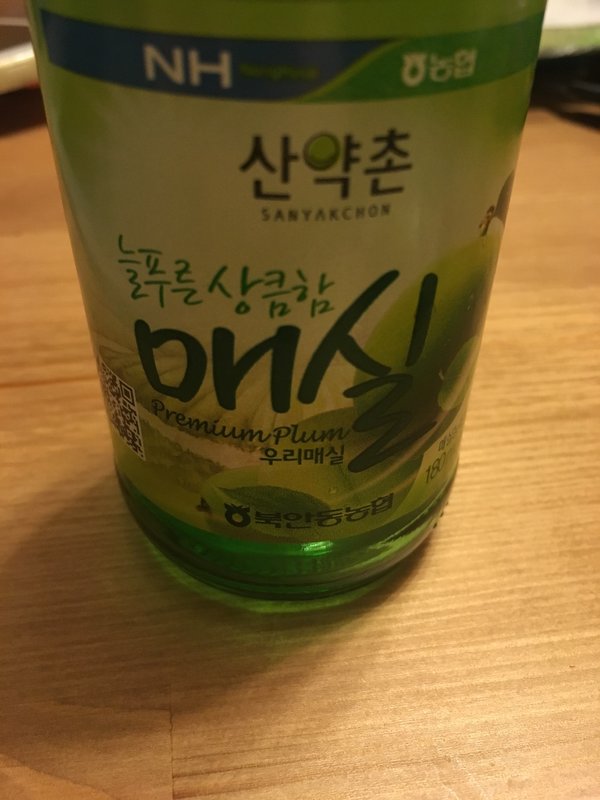 NH 농협
산약촌
SANYAKCHON
늘푸른 상큼함
매실
Premium Plum
우리매실
북안동농협